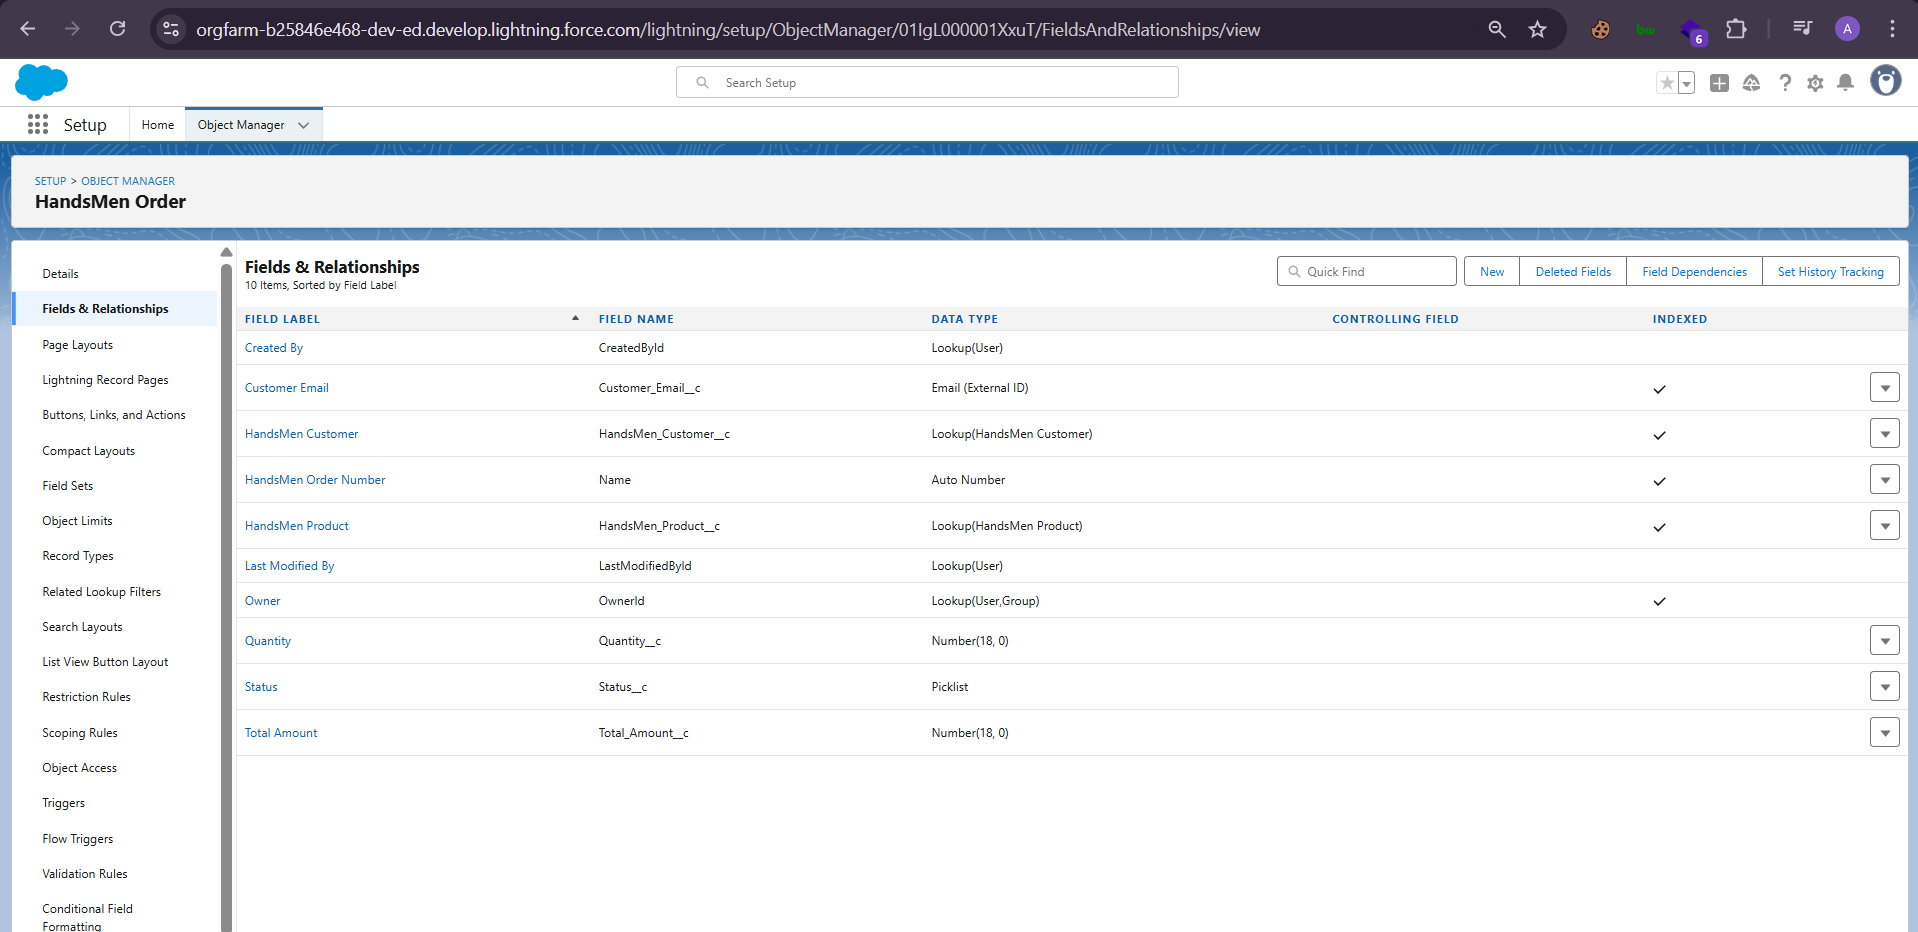 orgfarm-b25846e468-dev-ed.develop.lightning.force.com/lightning/setup/ObjectManager/01IgL000001XxuT/FieldsAndRelationships/view
6
A
Search Setup
Setup
Home
Object Manager
SETUP > OBJECT MANAGER
HandsMen Order
Details
Fields & Relationships
Page Layouts
Lightning Record Pages
Buttons, Links, and Actions
Compact Layouts
Field Sets
Object Limits
Record Types
Related Lookup Filters
Search Layouts
List View Button Layout
Restriction Rules
Scoping Rules
Object Access
Triggers
Flow Triggers
Validation Rules
Conditional Field
Formatting
Fields & Relationships
10 Items, Sorted by Field Label
Quick Find
New
Deleted Fields
Field Dependencies
Set History Tracking
FIELD LABEL FIELD NAME DATA TYPE CONTROLLING FIELD INDEXED
Created By CreatedById Lookup(User)
Customer Email Customer_Email__c Email (External ID)
HandsMen Customer HandsMen_Customer__c Lookup(HandsMen Customer)
HandsMen Order Number Name Auto Number
HandsMen Product HandsMen_Product__c Lookup(HandsMen Product)
Last Modified By LastModifiedById Lookup(User)
Owner OwnerId Lookup(User,Group)
Quantity Quantity__c Number(18, 0)
Status Status__c Picklist
Total Amount Total_Amount__c Number(18, 0)